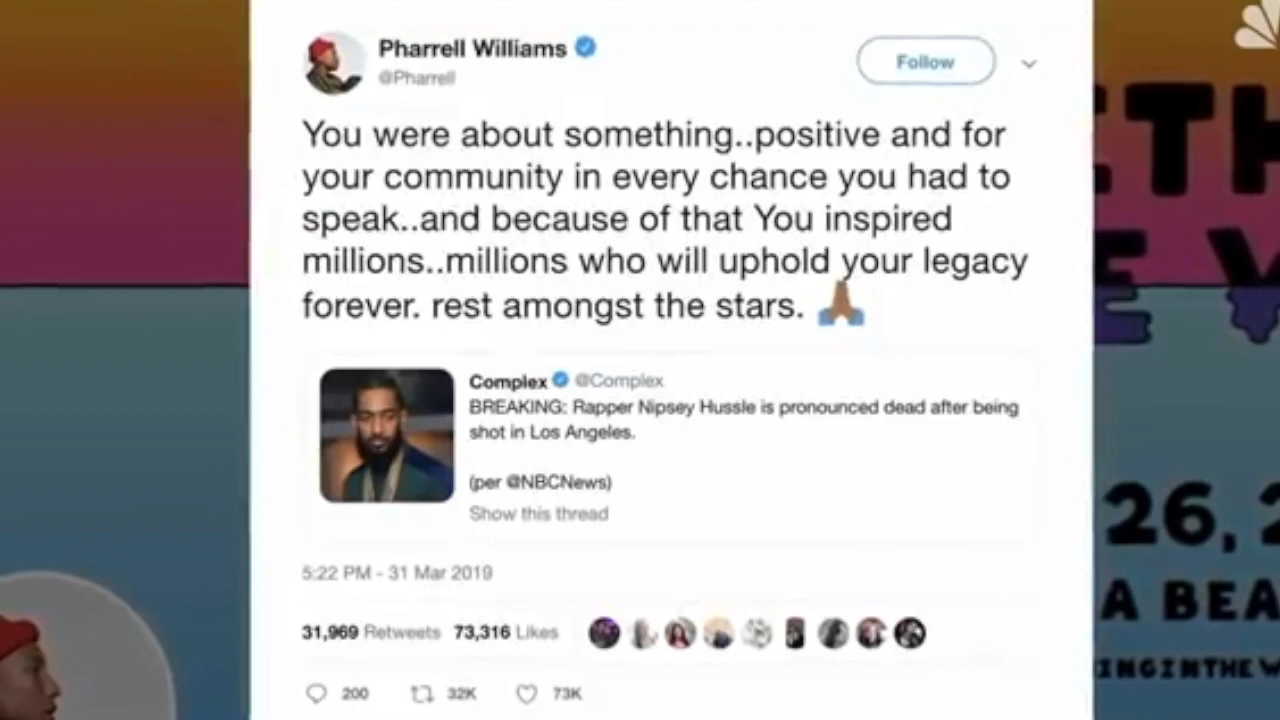 Pharrell Williams
@Pharrell
Follow
You were about something..positive and for
your community in every chance you had to
speak..and because of that You inspired
millions..millions who will uphold your legacy
forever. rest amongst the stars. 🙏🏾
Complex @Complex
BREAKING: Rapper Nipsey Hussle is pronounced dead after being
shot in Los Angeles.
(per @NBCNews)
Show this thread
5:22 PM - 31 Mar 2019
31,969 Retweets 73,316 Likes
200 32K 73K
26,
A BEA
INGINTHEW